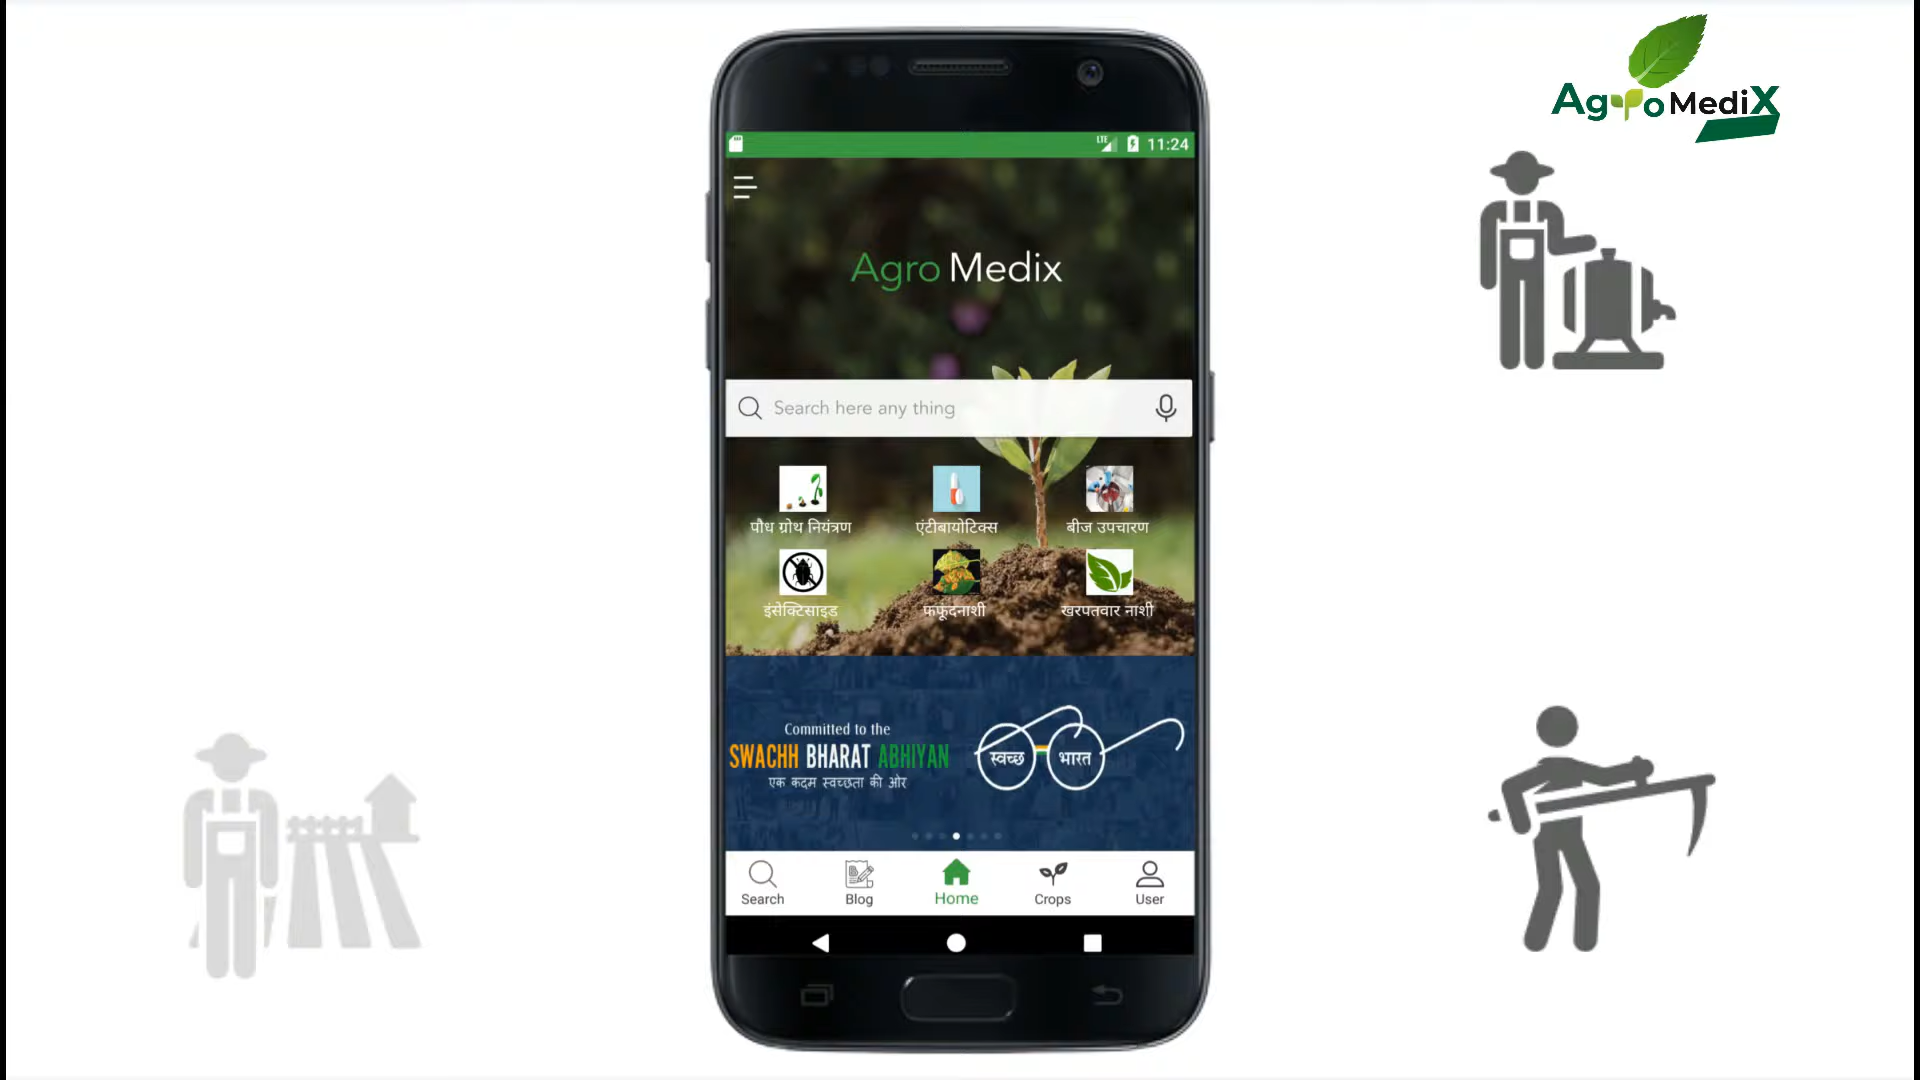 AgroMediX
LTE 11:24
Agro Medix
Search here any thing
पौध ग्रोथ नियंत्रण
एंटीबायोटिक्स
बीज उपचारण
इंसेक्टिसाइड
फफूंदनाशी
खरपतवार नाशी
Committed to the
SWACHH BHARAT ABHIYAN
एक कदम स्वच्छता की ओर
स्वच्छ भारत
Search
Blog
Home
Crops
User